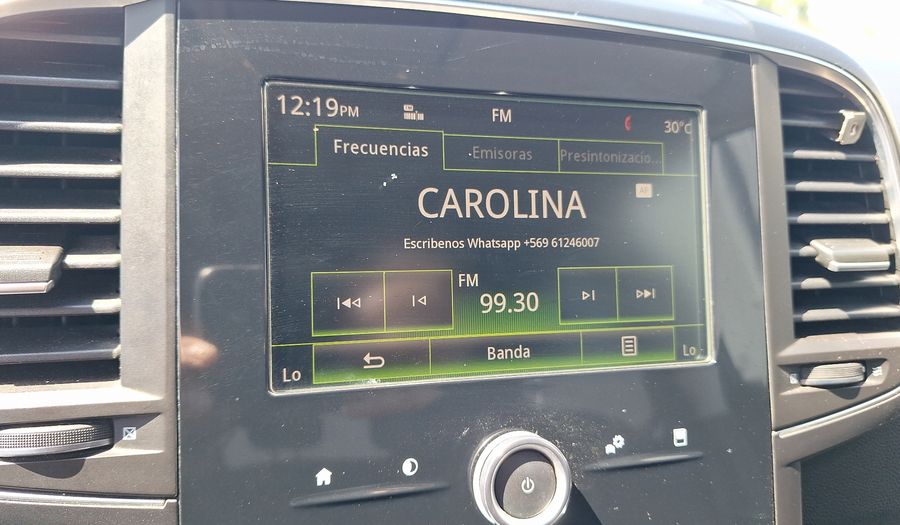 12:19PM FM 30°C
Frecuencias Emisoras Presintonizacio...
CAROLINA AF
Escribenos Whatsapp +569 61246007
FM
99.30
Lo Banda Lo